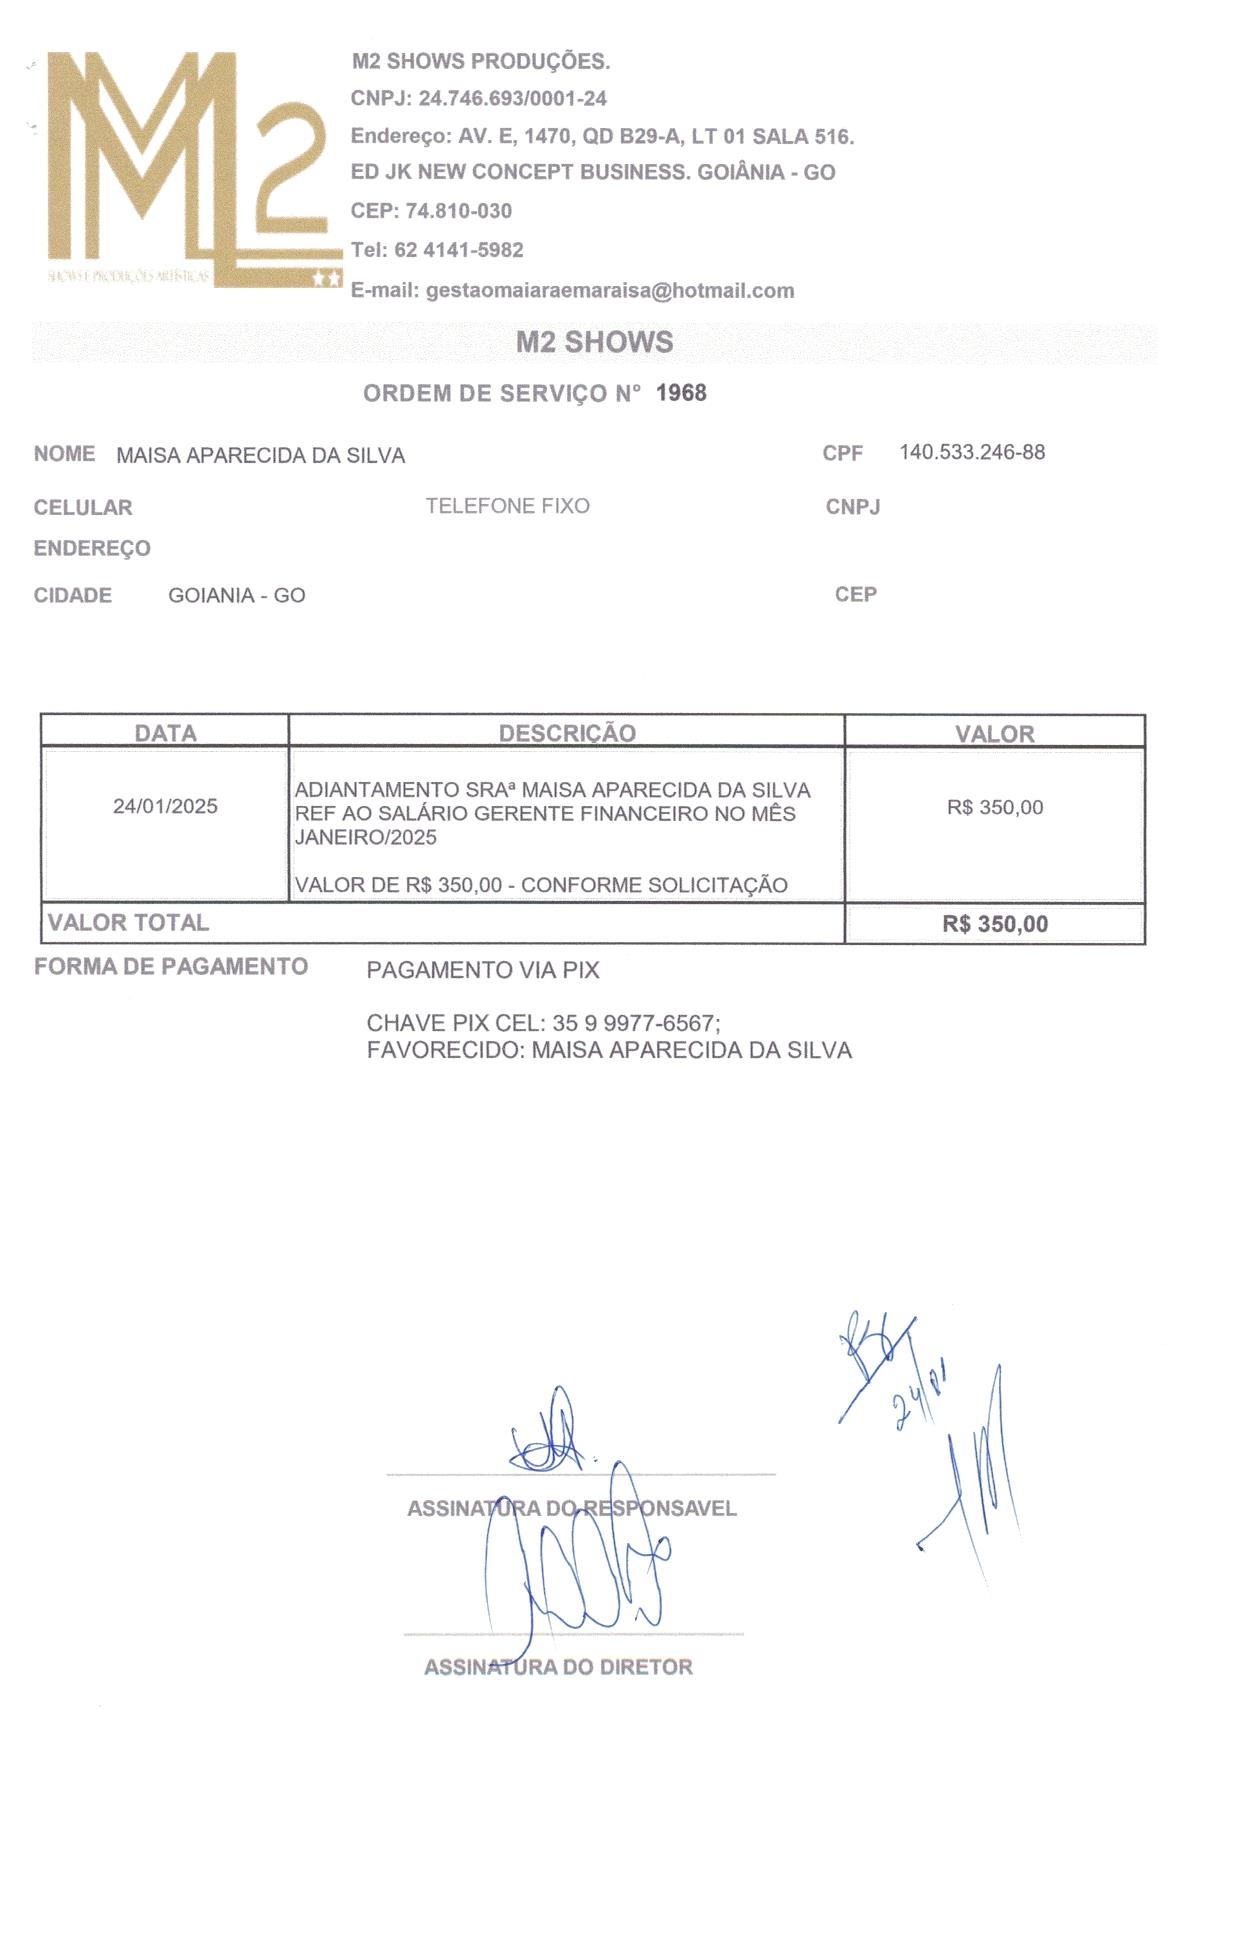 M2
SHOWS E PRODUÇÕES ARTÍSTICAS
M2 SHOWS PRODUÇÕES.
CNPJ: 24.746.693/0001-24
Endereço: AV. E, 1470, QD B29-A, LT 01 SALA 516.
ED JK NEW CONCEPT BUSINESS. GOIÂNIA - GO
CEP: 74.810-030
Tel: 62 4141-5982
E-mail: gestaomaiaraemaraisa@hotmail.com
M2 SHOWS
ORDEM DE SERVIÇO Nº 1968
NOME MAISA APARECIDA DA SILVA CPF 140.533.246-88
CELULAR TELEFONE FIXO CNPJ
ENDEREÇO
CIDADE GOIANIA - GO CEP
DATA DESCRIÇÃO VALOR
24/01/2025
ADIANTAMENTO SRAª MAISA APARECIDA DA SILVA
REF AO SALÁRIO GERENTE FINANCEIRO NO MÊS
JANEIRO/2025
VALOR DE R$ 350,00 - CONFORME SOLICITAÇÃO
R$ 350,00
VALOR TOTAL R$ 350,00
FORMA DE PAGAMENTO PAGAMENTO VIA PIX
CHAVE PIX CEL: 35 9 9977-6567;
FAVORECIDO: MAISA APARECIDA DA SILVA
24/01
ASSINATURA DO RESPONSAVEL
ASSINATURA DO DIRETOR